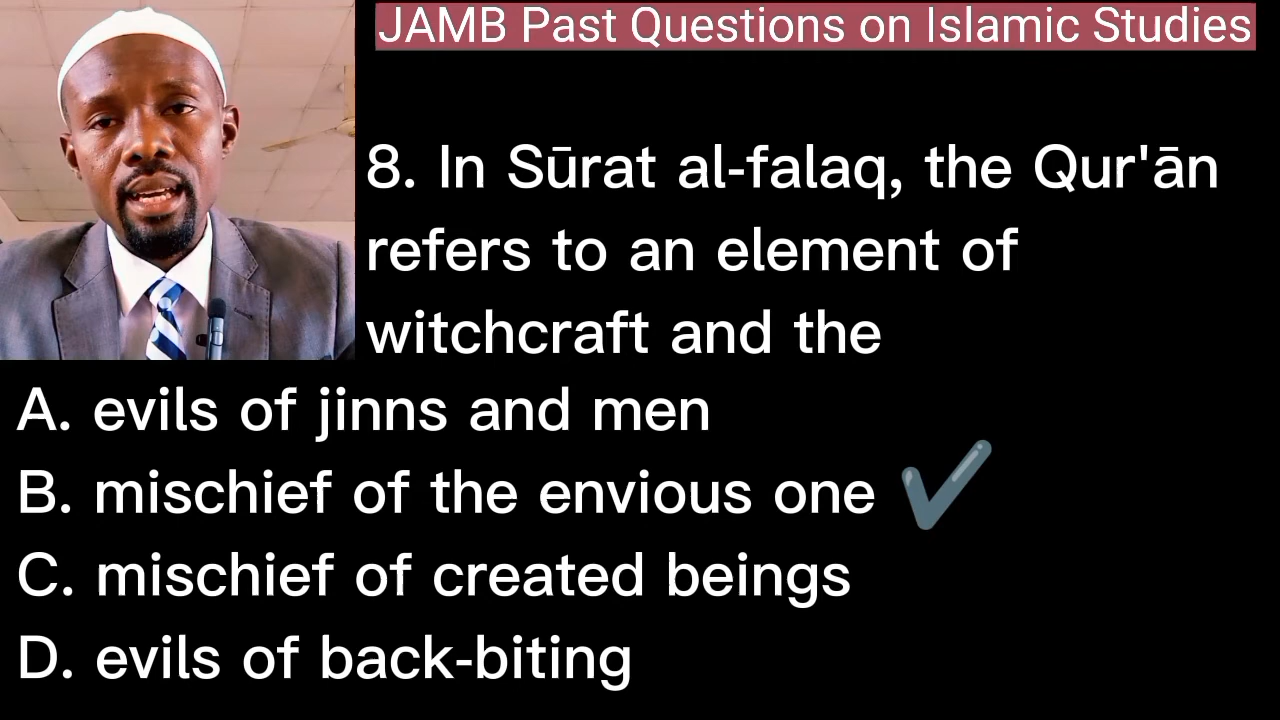 JAMB Past Questions on Islamic Studies
8. In Sūrat al-falaq, the Qur'ān
refers to an element of
witchcraft and the
A. evils of jinns and men
B. mischief of the envious one
C. mischief of created beings
D. evils of back-biting